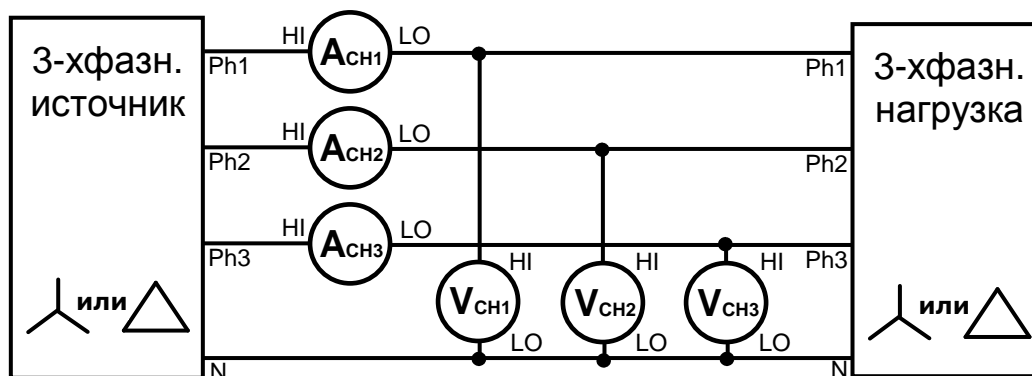 3-хфазн.
источник
HI
ACH1
LO
Ph1
Ph1
3-хфазн.
нагрузка
HI
ACH2
LO
Ph2
Ph2
HI
ACH3
LO
Ph3
Ph3
HI
HI
HI
VCH1
VCH2
VCH3
LO
LO
LO
или
или
N
N